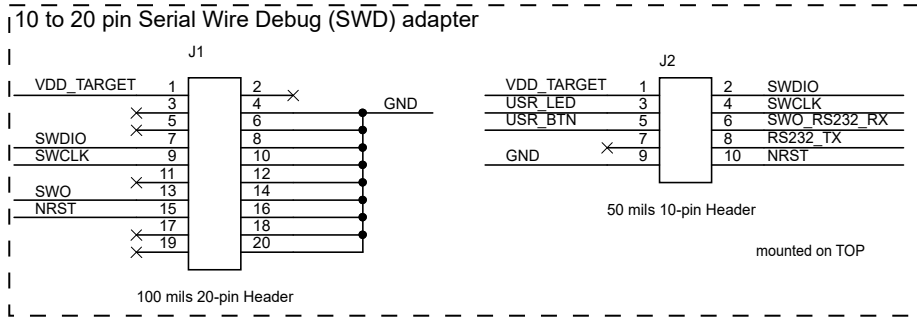 10 to 20 pin Serial Wire Debug (SWD) adapter
J1
VDD_TARGET 1 2
3 4 GND
5 6
SWDIO 7 8
SWCLK 9 10
11 12
SWO 13 14
NRST 15 16
17 18
19 20
100 mils 20-pin Header
J2
VDD_TARGET 1 2 SWDIO
USR_LED 3 4 SWCLK
USR_BTN 5 6 SWO_RS232_RX
7 8 RS232_TX
GND 9 10 NRST
50 mils 10-pin Header
mounted on TOP